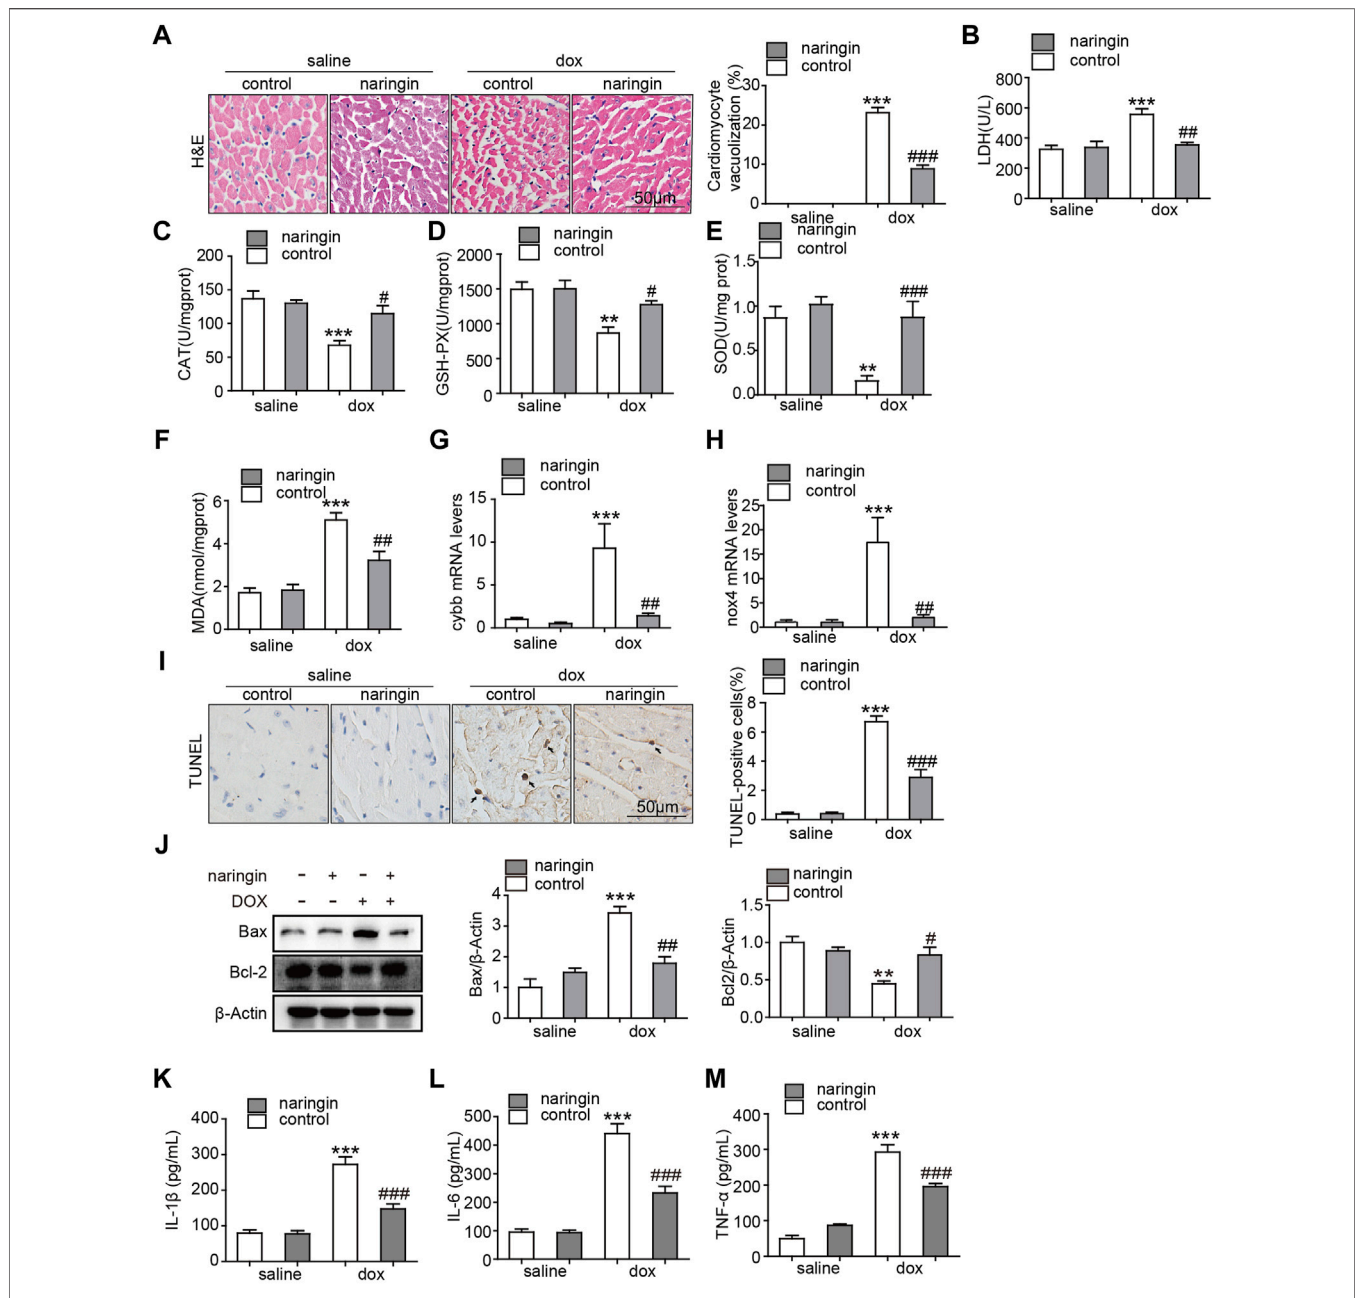 A
saline
dox
control
naringin
control
naringin
H&E
50μm
naringin
control
Cardiomyocyte
vacuolization (%)
30
20
10
0
***
###
saline
dox
B
naringin
control
LDH(U/L)
800
600
400
200
0
***
##
saline
dox
C
naringin
control
CAT(U/mgprot)
200
150
100
50
0
***
#
saline
dox
D
naringin
control
GSH-PX(U/mgprot)
2000
1500
1000
500
0
**
#
saline
dox
E
naringin
control
SOD(U/mg prot)
1.5
1.0
0.5
0.0
**
###
saline
dox
F
naringin
control
MDA(nmol/mgprot)
6
4
2
0
***
##
saline
dox
G
naringin
control
cybb mRNA levers
15
10
5
0
***
##
saline
dox
H
naringin
control
nox4 mRNA levers
25
20
15
10
5
0
***
##
saline
dox
I
saline
dox
control
naringin
control
naringin
TUNEL
50μm
naringin
control
TUNEL-positive cells(%)
8
6
4
2
0
***
###
saline
dox
J
naringin - + - +
DOX - - + +
Bax
Bcl-2
β-Actin
naringin
control
Bax/β-Actin
4
3
2
1
0
***
##
saline
dox
naringin
control
Bcl2/β-Actin
1.5
1.0
0.5
0.0
**
#
saline
dox
K
naringin
control
IL-1β (pg/mL)
400
300
200
100
0
***
###
saline
dox
L
naringin
control
IL-6 (pg/mL)
500
400
300
200
100
0
***
###
saline
dox
M
naringin
control
TNF-α (pg/mL)
400
300
200
100
0
***
###
saline
dox